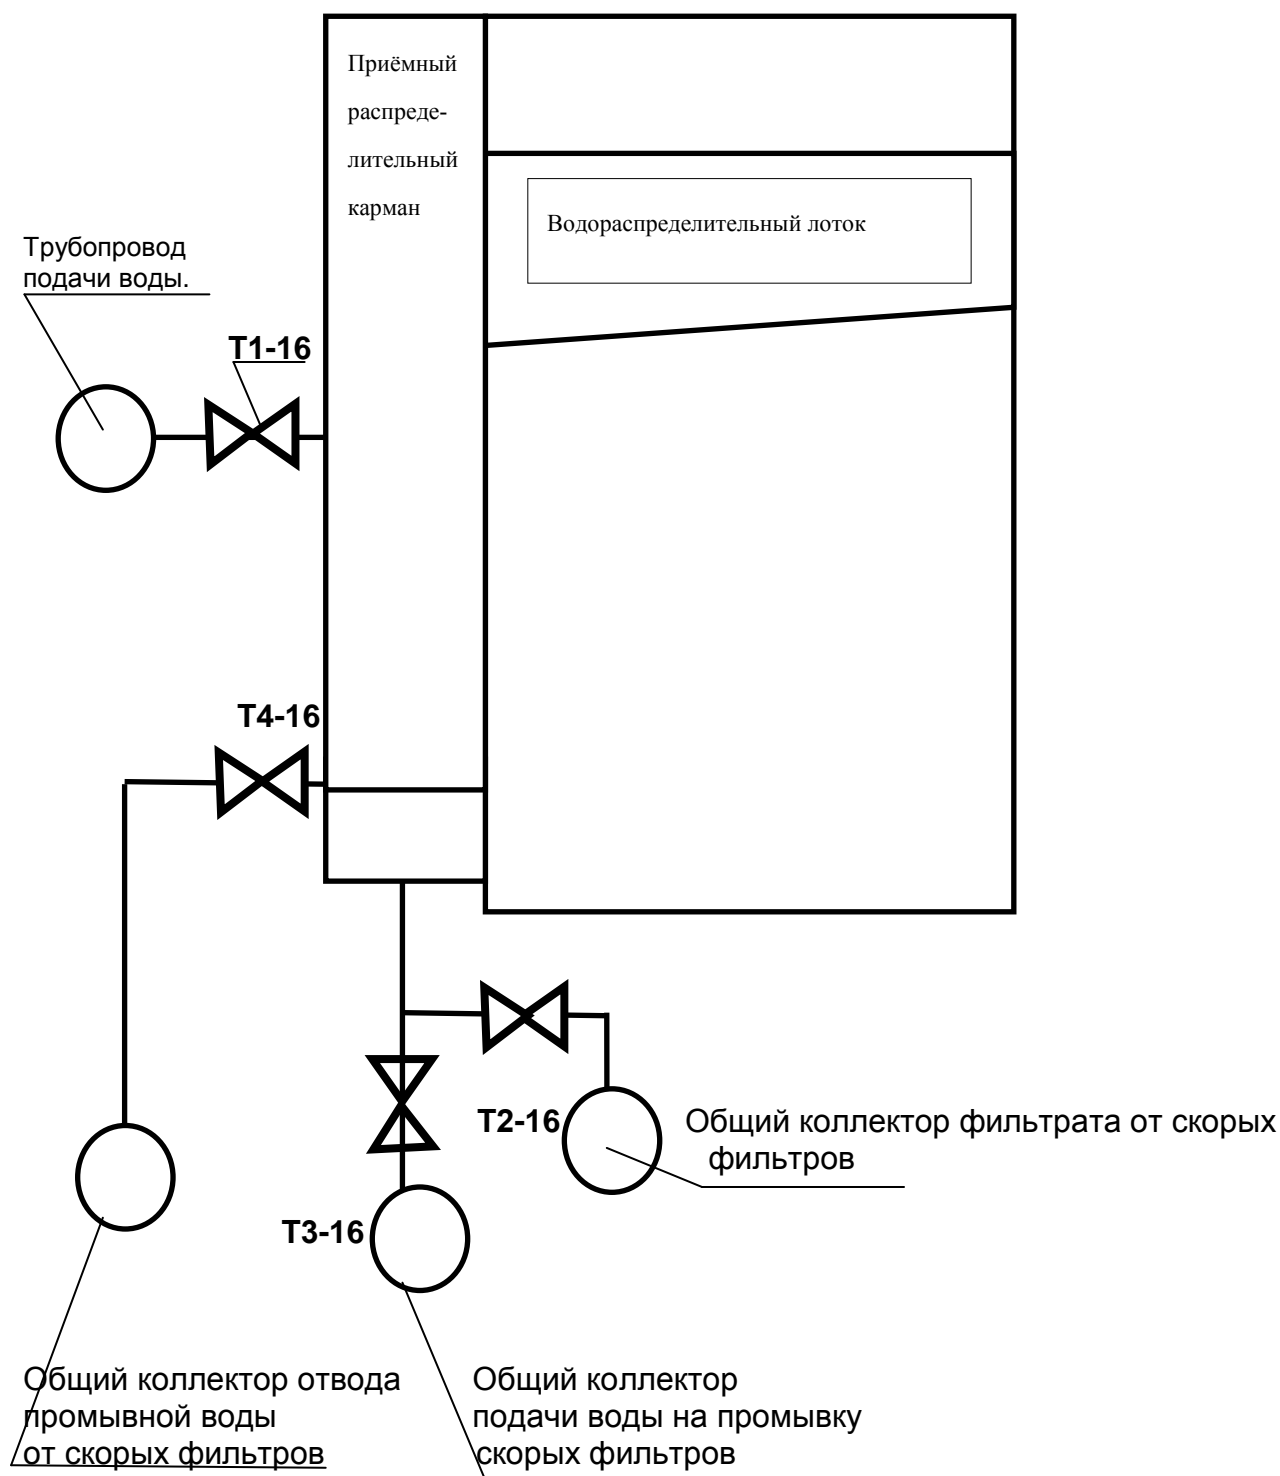 Приёмный
распреде-
лительный
карман
Водораспределительный лоток
Трубопровод
подачи воды.
Т1-16
Т4-16
Т2-16
Общий коллектор фильтрата от скорых
фильтров
Т3-16
Общий коллектор отвода
промывной воды
от скорых фильтров
Общий коллектор
подачи воды на промывку
скорых фильтров